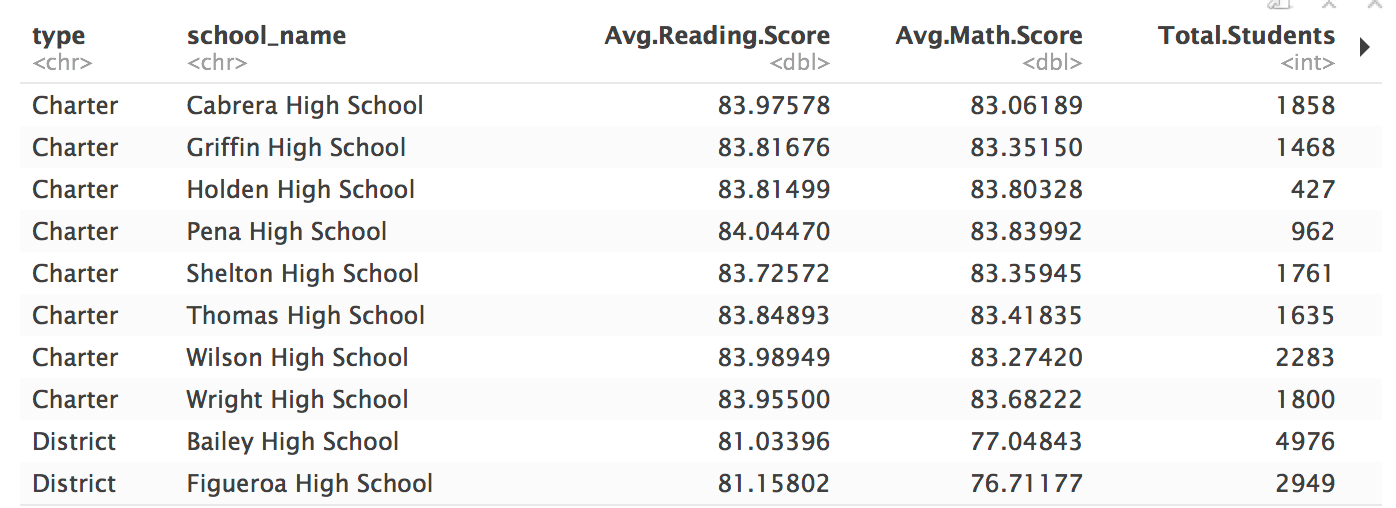 type school_name Avg.Reading.Score Avg.Math.Score Total.Students
<chr> <chr> <dbl> <dbl> <int>
Charter Cabrera High School 83.97578 83.06189 1858
Charter Griffin High School 83.81676 83.35150 1468
Charter Holden High School 83.81499 83.80328 427
Charter Pena High School 84.04470 83.83992 962
Charter Shelton High School 83.72572 83.35945 1761
Charter Thomas High School 83.84893 83.41835 1635
Charter Wilson High School 83.98949 83.27420 2283
Charter Wright High School 83.95500 83.68222 1800
District Bailey High School 81.03396 77.04843 4976
District Figueroa High School 81.15802 76.71177 2949